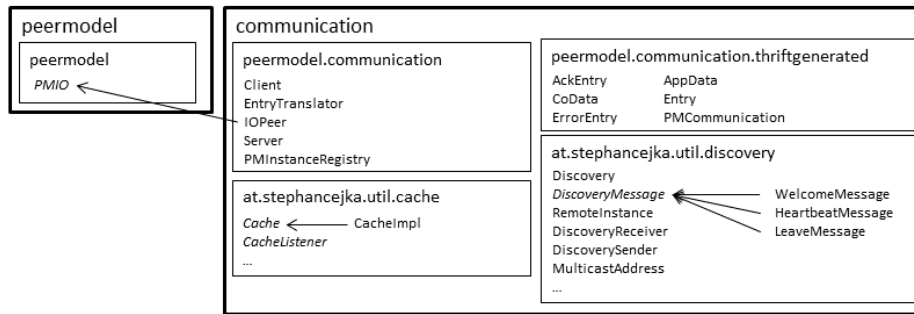 peermodel
peermodel
PMIO
communication
peermodel.communication
Client
EntryTranslator
IOPeer
Server
PMInstanceRegistry
peermodel.communication.thriftgenerated
AckEntry AppData
CoData Entry
ErrorEntry PMCommunication
at.stephancejka.util.cache
Cache CacheImpl
CacheListener
...
at.stephancejka.util.discovery
Discovery
DiscoveryMessage WelcomeMessage
RemoteInstance HeartbeatMessage
DiscoveryReceiver LeaveMessage
DiscoverySender
MulticastAddress
...